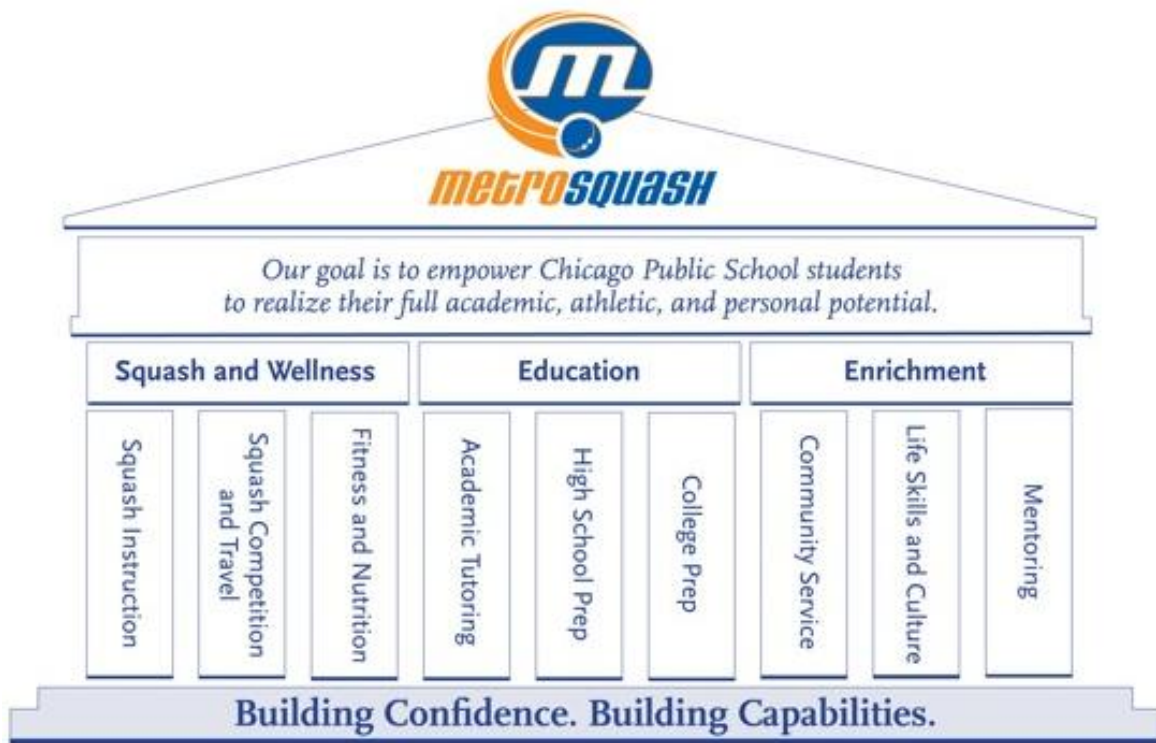 m
metrosquash
Our goal is to empower Chicago Public School students
to realize their full academic, athletic, and personal potential.
Squash and Wellness
Squash Instruction
Squash Competition
and Travel
Fitness and Nutrition
Education
Academic Tutoring
High School Prep
College Prep
Enrichment
Community Service
Life Skills and Culture
Mentoring
Building Confidence. Building Capabilities.